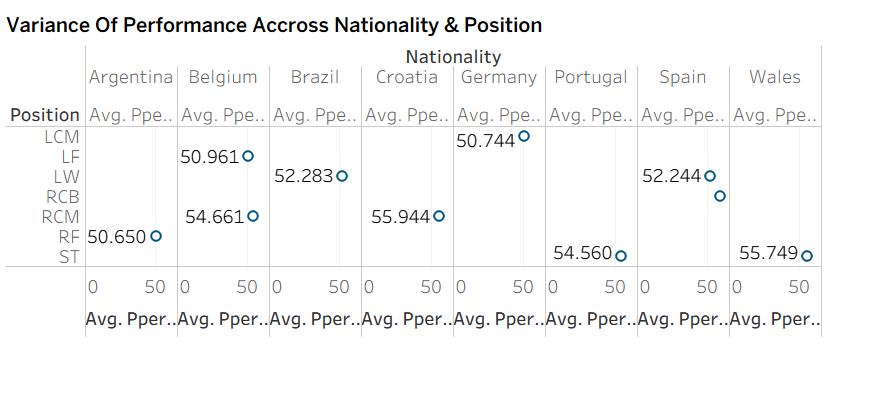 Variance Of Performance Accross Nationality & Position
Nationality
Argentina Belgium Brazil Croatia Germany Portugal Spain Wales
Position Avg. Ppe.. Avg. Ppe.. Avg. Ppe.. Avg. Ppe.. Avg. Ppe.. Avg. Ppe.. Avg. Ppe.. Avg. Ppe..
LCM 50.744
LF 50.961
LW 52.283 52.244
RCB
RCM 54.661 55.944
RF 50.650
ST 54.560 55.749
0 50 0 50 0 50 0 50 0 50 0 50 0 50 0 50
Avg. Pper.. Avg. Pper.. Avg. Pper.. Avg. Pper.. Avg. Pper.. Avg. Pper.. Avg. Pper.. Avg. Pper..